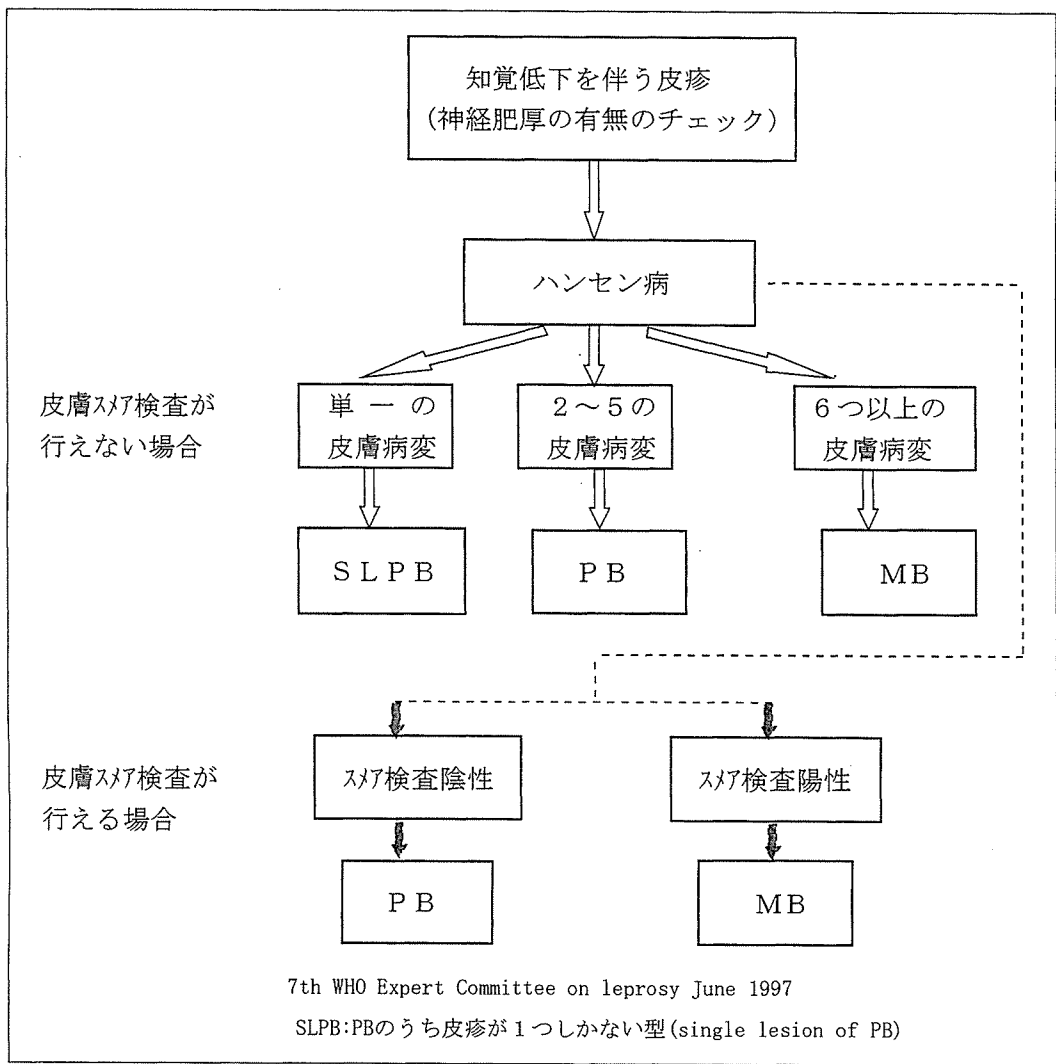 知覚低下を伴う皮疹
(神経肥厚の有無のチェック)
ハンセン病
皮膚ｽﾒｱ検査が
行えない場合
単一の
皮膚病変
２～５の
皮膚病変
６つ以上の
皮膚病変
ＳＬＰＢ
ＰＢ
ＭＢ
皮膚ｽﾒｱ検査が
行える場合
ｽﾒｱ検査陰性
ｽﾒｱ検査陽性
ＰＢ
ＭＢ
7th WHO Expert Committee on leprosy June 1997
SLPB:PBのうち皮疹が１つしかない型(single lesion of PB)